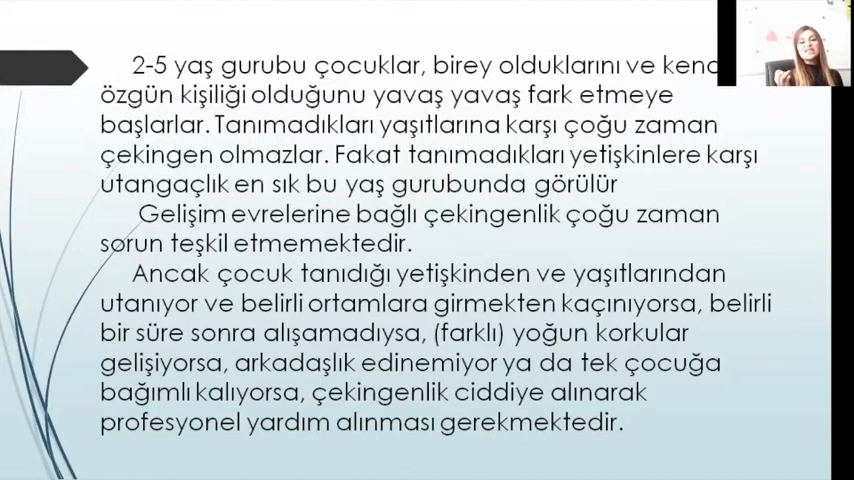 2-5 yaş gurubu çocuklar, birey olduklarını ve
özgün kişiliği olduğunu yavaş yavaş fark etmeye
başlarlar. Tanımadıkları yaşıtlarına karşı çoğu zaman
çekingen olmazlar. Fakat tanımadıkları yetişkinlere karşı
utangaçlık en sık bu yaş gurubunda görülür
Gelişim evrelerine bağlı çekingenlik çoğu zaman
sorun teşkil etmemektedir.
Ancak çocuk tanıdığı yetişkinden ve yaşıtlarından
utanıyor ve belirli ortamlara girmekten kaçınıyorsa, belirli
bir süre sonra alışamadıysa, (farklı) yoğun korkular
gelişiyorsa, arkadaşlık edinemiyor ya da tek çocuğa
bağımlı kalıyorsa, çekingenlik ciddiye alınarak
profesyonel yardım alınması gerekmektedir.